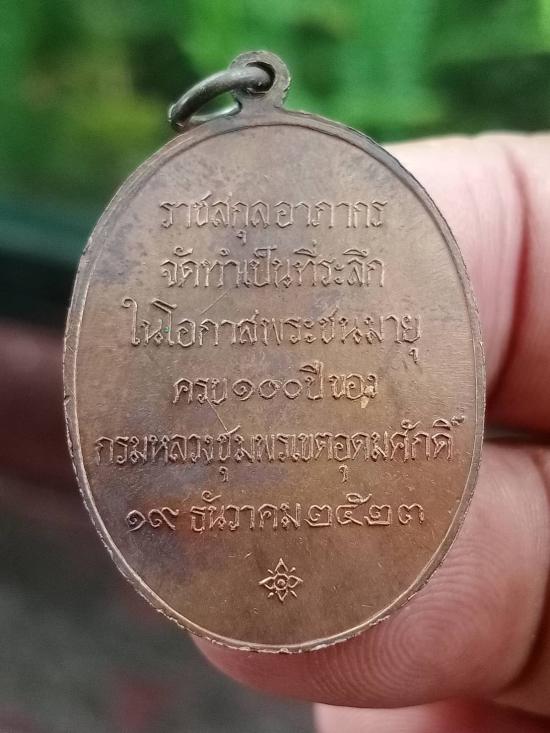 ราชสกุลอาภากร
จัดทำเป็นที่ระลึก
ในโอกาสพระชนมายุ
ครบ๑๐๐ปีของ
กรมหลวงชุมพรเขตอุดมศักดิ์
๑๙ ธันวาคม๒๕๒๓